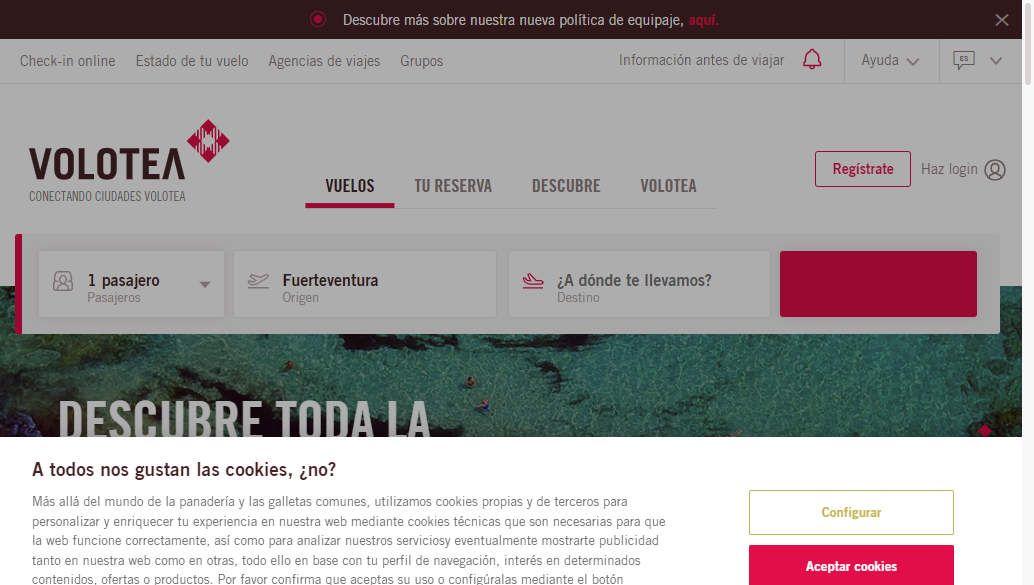 Descubre más sobre nuestra nueva política de equipaje, aquí.
Check-in online Estado de tu vuelo Agencias de viajes Grupos Información antes de viajar Ayuda ES
VOLOTEA
CONECTANDO CIUDADES VOLOTEA
VUELOS TU RESERVA DESCUBRE VOLOTEA
Regístrate Haz login
1 pasajero
Pasajeros
Fuerteventura
Origen
¿A dónde te llevamos?
Destino
DESCUBRE TODA LA
A todos nos gustan las cookies, ¿no?
Más allá del mundo de la panadería y las galletas comunes, utilizamos cookies propias y de terceros para
personalizar y enriquecer tu experiencia en nuestra web mediante cookies técnicas que son necesarias para que
la web funcione correctamente, así como para analizar nuestros serviciosy eventualmente mostrarte publicidad
tanto en nuestra web como en otras, todo ello en base con tu perfil de navegación, interés en determinados
contenidos, ofertas o productos. Por favor confirma que aceptas su uso o configúralas mediante el botón
Configurar
Aceptar cookies